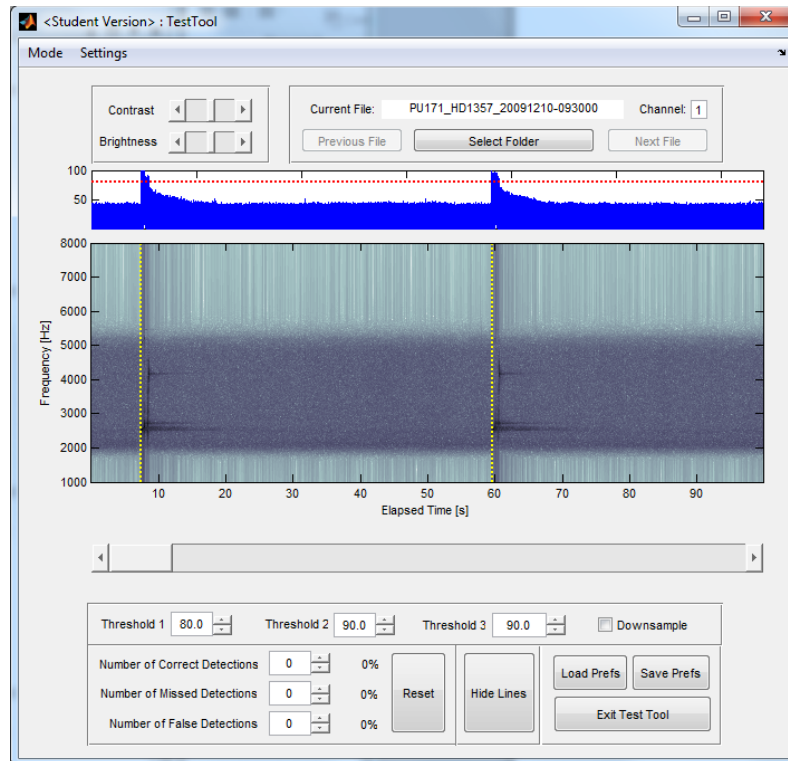 <Student Version> : TestTool
Mode Settings
Contrast
Brightness
Current File: PU171_HD1357_20091210-093000 Channel: 1
Previous File Select Folder Next File
100
50
8000
7000
6000
5000
4000
3000
2000
1000
Frequency [Hz]
10 20 30 40 50 60 70 80 90
Elapsed Time [s]
Threshold 1 80.0 Threshold 2 90.0 Threshold 3 90.0 Downsample
Number of Correct Detections 0 0%
Number of Missed Detections 0 0%
Number of False Detections 0 0%
Reset
Hide Lines
Load Prefs Save Prefs
Exit Test Tool